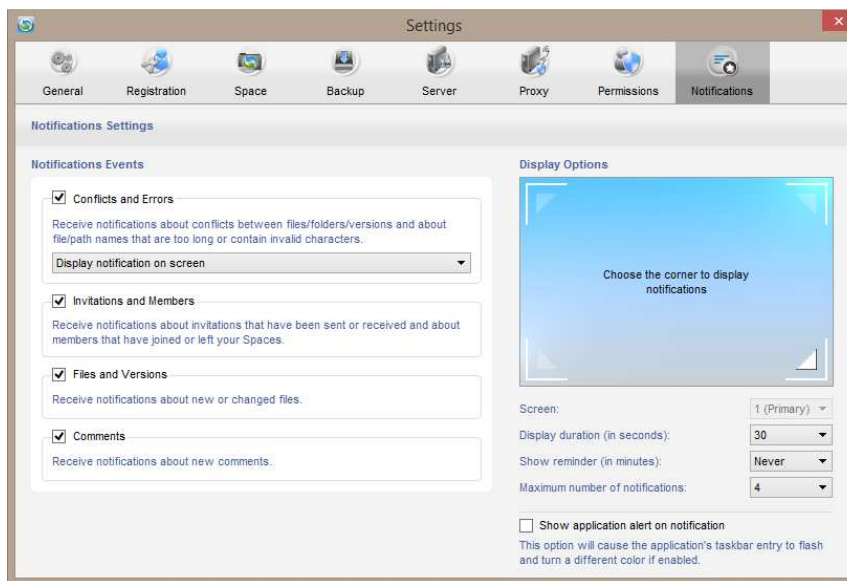 Settings
General Registration Space Backup Server Proxy Permissions Notifications
Notifications Settings
Notifications Events
Conflicts and Errors
Receive notifications about conflicts between files/folders/versions and about
file/path names that are too long or contain invalid characters.
Display notification on screen
Invitations and Members
Receive notifications about invitations that have been sent or received and about
members that have joined or left your Spaces.
Files and Versions
Receive notifications about new or changed files.
Comments
Receive notifications about new comments.
Display Options
Choose the corner to display
notifications
Screen: 1 (Primary)
Display duration (in seconds): 30
Show reminder (in minutes): Never
Maximum number of notifications: 4
Show application alert on notification
This option will cause the application's taskbar entry to flash
and turn a different color if enabled.